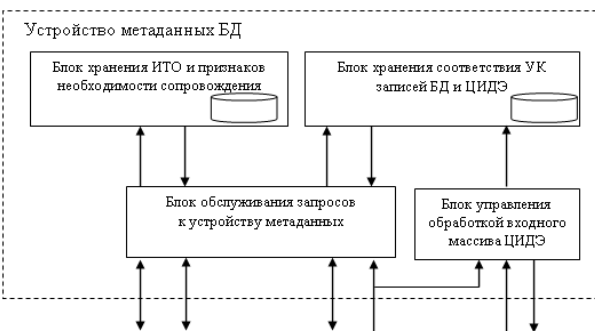 Устройство метаданных БД
Блок хранения ИТО и признаков
необходимости сопровождения
Блок хранения соответствия УК
записей БД и ЦИДЭ
Блок обслуживания запросов
к устройству метаданных
Блок управления
обработкой входного
массива ЦИДЭ